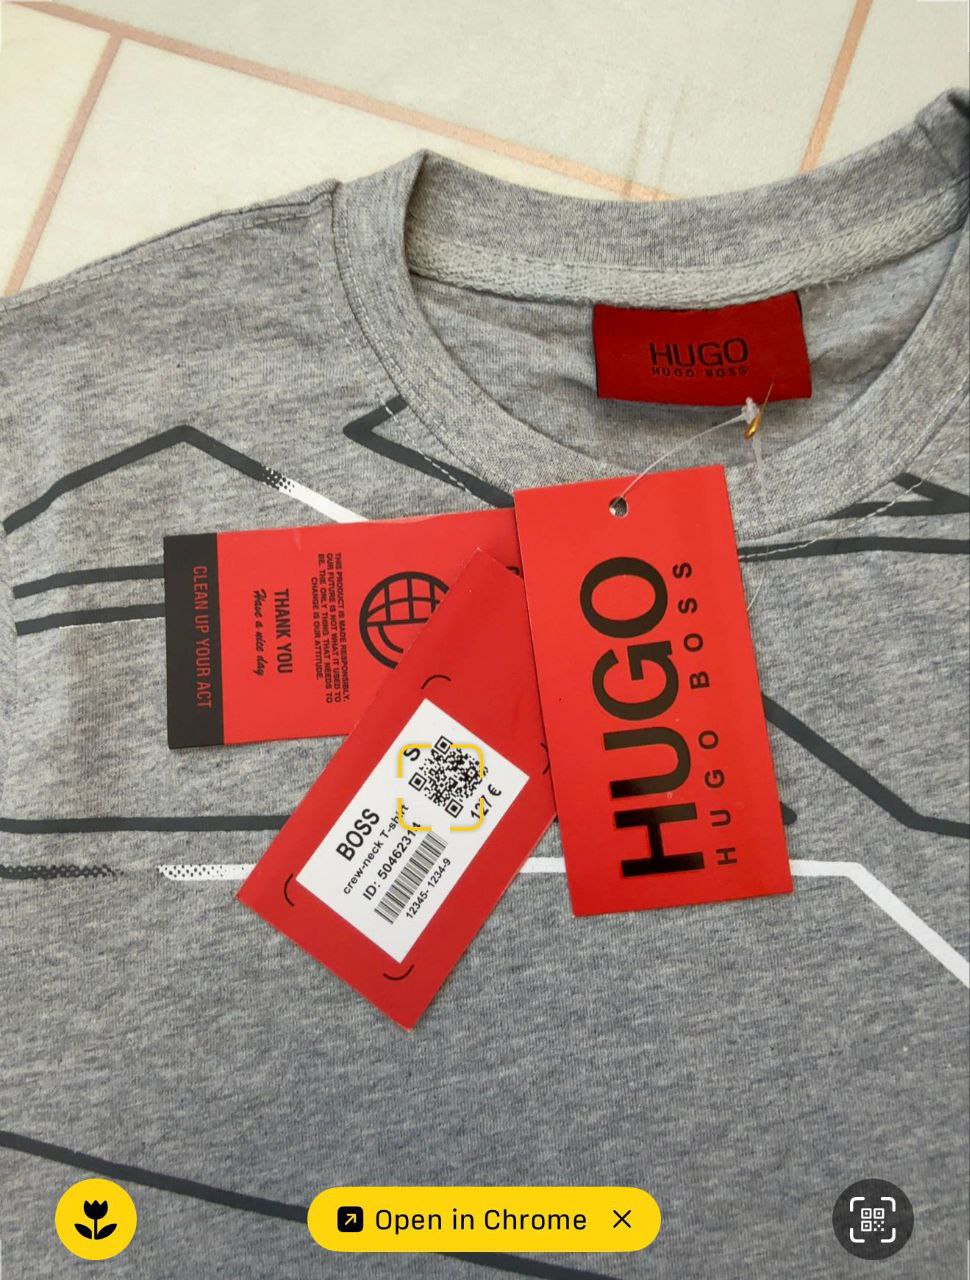 HUGO
HUGO BOSS
CLEAN UP YOUR ACT
Have a nice day
THANK YOU
THIS PRODUCT IS MADE RESPONSIBLY.
OUR FUTURE IS NOT WHAT IT USED TO
BE. THE ONLY THING THAT NEEDS TO
CHANGE IS OUR ATTITUDE.
HUGO
HUGO BOSS
BOSS
S
crew-neck T-shirt
ID: 50462314
12345- 1234-9
127 €
Open in Chrome